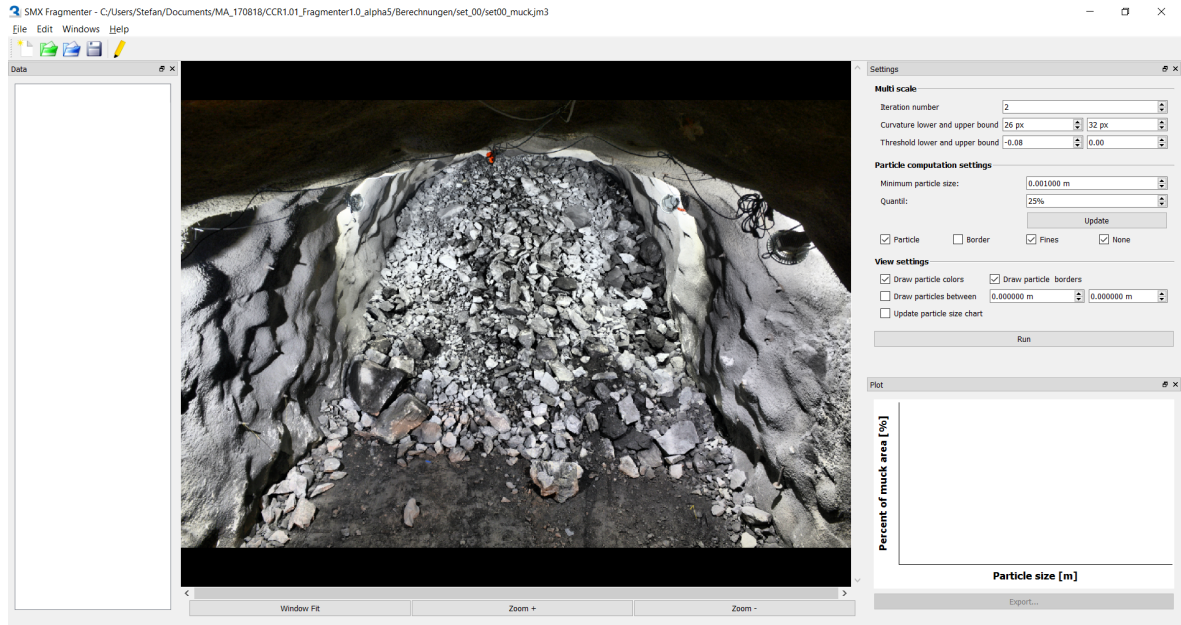 SMX Fragmenter - C:/Users/Stefan/Documents/MA_170818/CCR1.01_Fragmenter1.0_alpha5/Berechnungen/set_00/set00_muck.jm3
File Edit Windows Help
Data
Settings
Multi scale
Iteration number 2
Curvature lower and upper bound 26 px 32 px
Threshold lower and upper bound -0.08 0.00
Particle computation settings
Minimum particle size: 0.001000 m
Quantil: 25%
Update
Particle Border Fines None
View settings
Draw particle colors Draw particle borders
Draw particles between 0.000000 m 0.000000 m
Update particle size chart
Run
Plot
Percent of muck area [%]
Particle size [m]
Export...
Window Fit Zoom + Zoom -